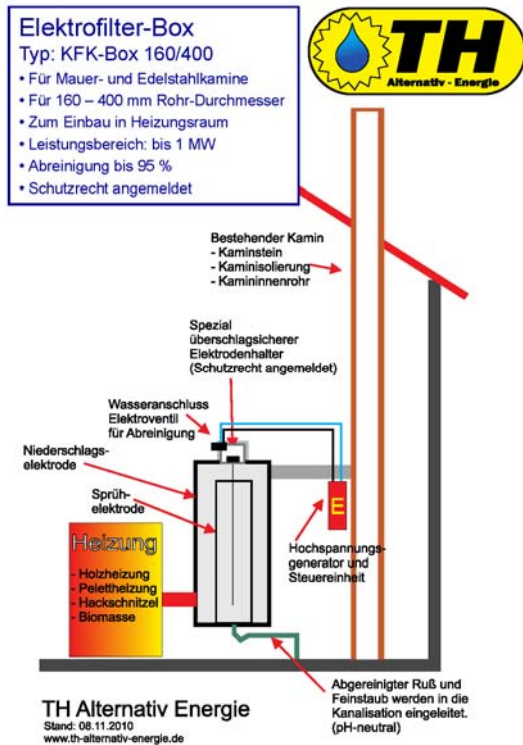 Elektrofilter-Box
Typ: KFK-Box 160/400
• Für Mauer- und Edelstahlkamine
• Für 160 – 400 mm Rohr-Durchmesser
• Zum Einbau in Heizungsraum
• Leistungsbereich: bis 1 MW
• Abreinigung bis 95 %
• Schutzrecht angemeldet
TH
Alternativ - Energie
Bestehender Kamin
- Kaminstein
- Kaminisolierung
- Kamininnenrohr
Spezial
überschlagsicherer
Elektrodenhalter
(Schutzrecht angemeldet)
Wasseranschluss
Elektroventil
für Abreinigung
Niederschlags-
elektrode
Sprüh-
elektrode
E
Hochspannungs-
generator und
Steuereinheit
Heizung
- Holzheizung
- Pelettheizung
- Hackschnitzel
- Biomasse
Abgereinigter Ruß und
Feinstaub werden in die
Kanalisation eingeleitet.
(pH-neutral)
TH Alternativ Energie
Stand: 08.11.2010
www.th-alternativ-energie.de